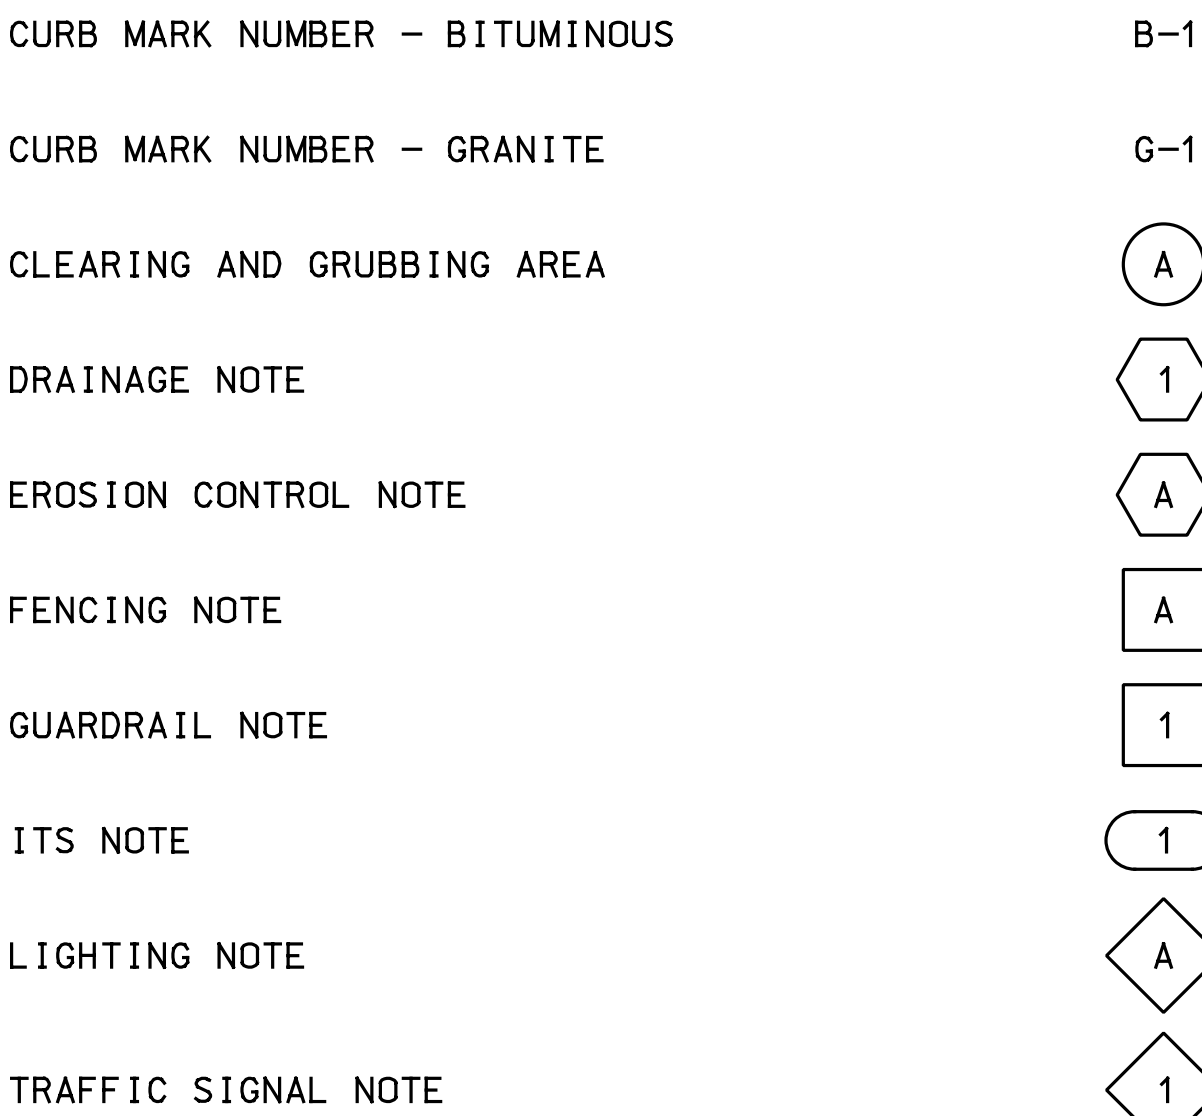 CURB MARK NUMBER - BITUMINOUS B-1
CURB MARK NUMBER - GRANITE G-1
CLEARING AND GRUBBING AREA A
DRAINAGE NOTE 1
EROSION CONTROL NOTE A
FENCING NOTE A
GUARDRAIL NOTE 1
ITS NOTE 1
LIGHTING NOTE A
TRAFFIC SIGNAL NOTE 1